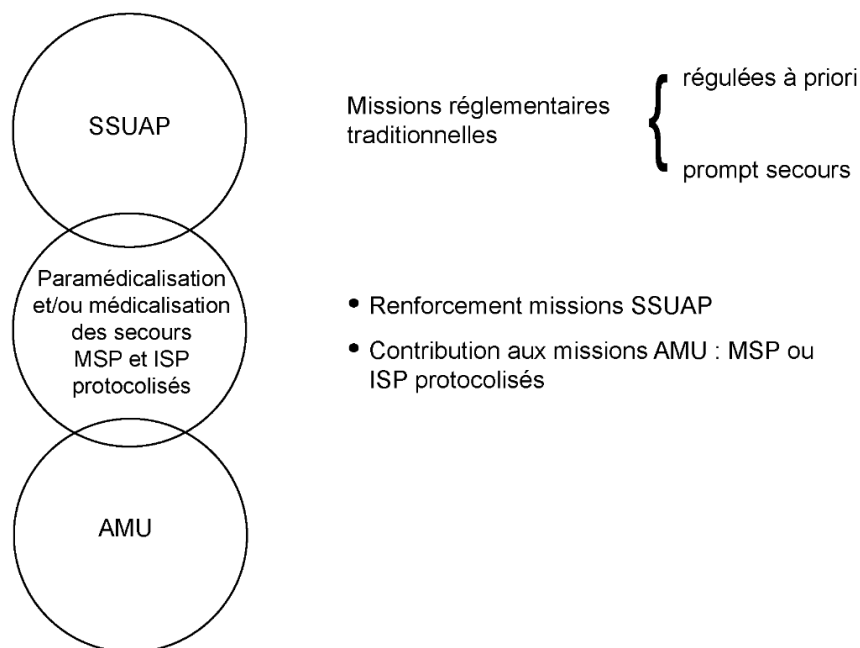 SSUAP
Missions réglementaires
traditionnelles
régulées à priori
prompt secours
Paramédicalisation
et/ou médicalisation
des secours
MSP et ISP
protocolisés
• Renforcement missions SSUAP
• Contribution aux missions AMU : MSP ou
ISP protocolisés
AMU